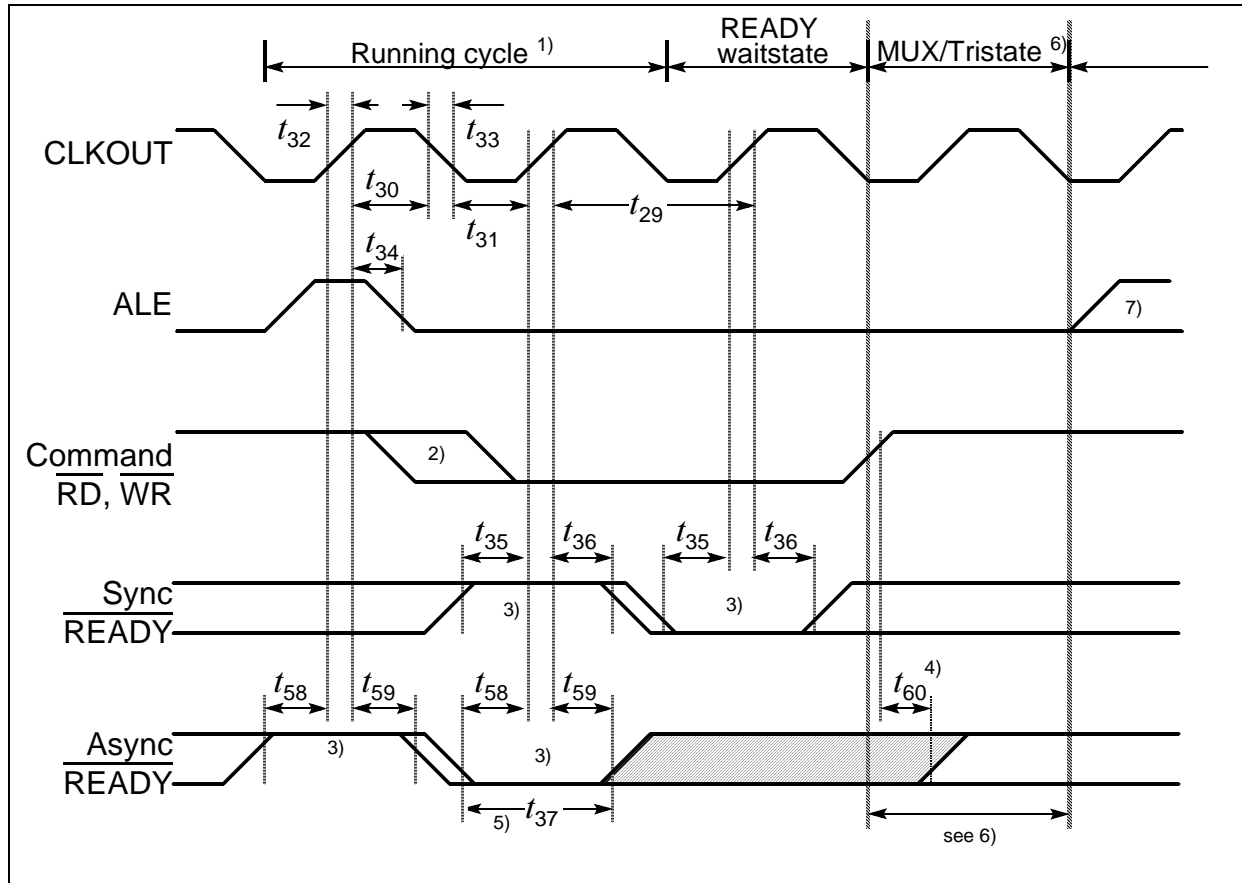 Running cycle 1)
READY
waitstate
MUX/Tristate 6)
t32
t33
CLKOUT
t30
t31
t29
t34
ALE
7)
Command
RD, WR
2)
t35
t36
t35
t36
Sync
READY
3)
3)
t58
t59
t58
t59
t60 4)
Async
READY
3)
3)
5)
t37
see 6)